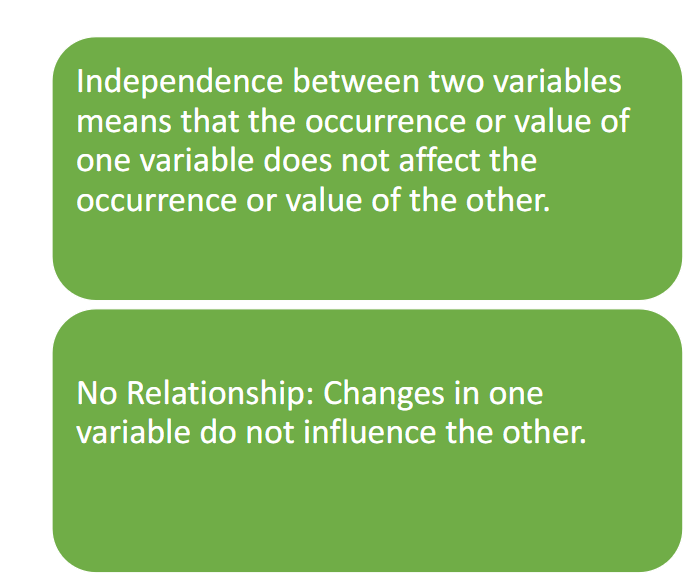 Independence between two variables
means that the occurrence or value of
one variable does not affect the
occurrence or value of the other.
No Relationship: Changes in one
variable do not influence the other.